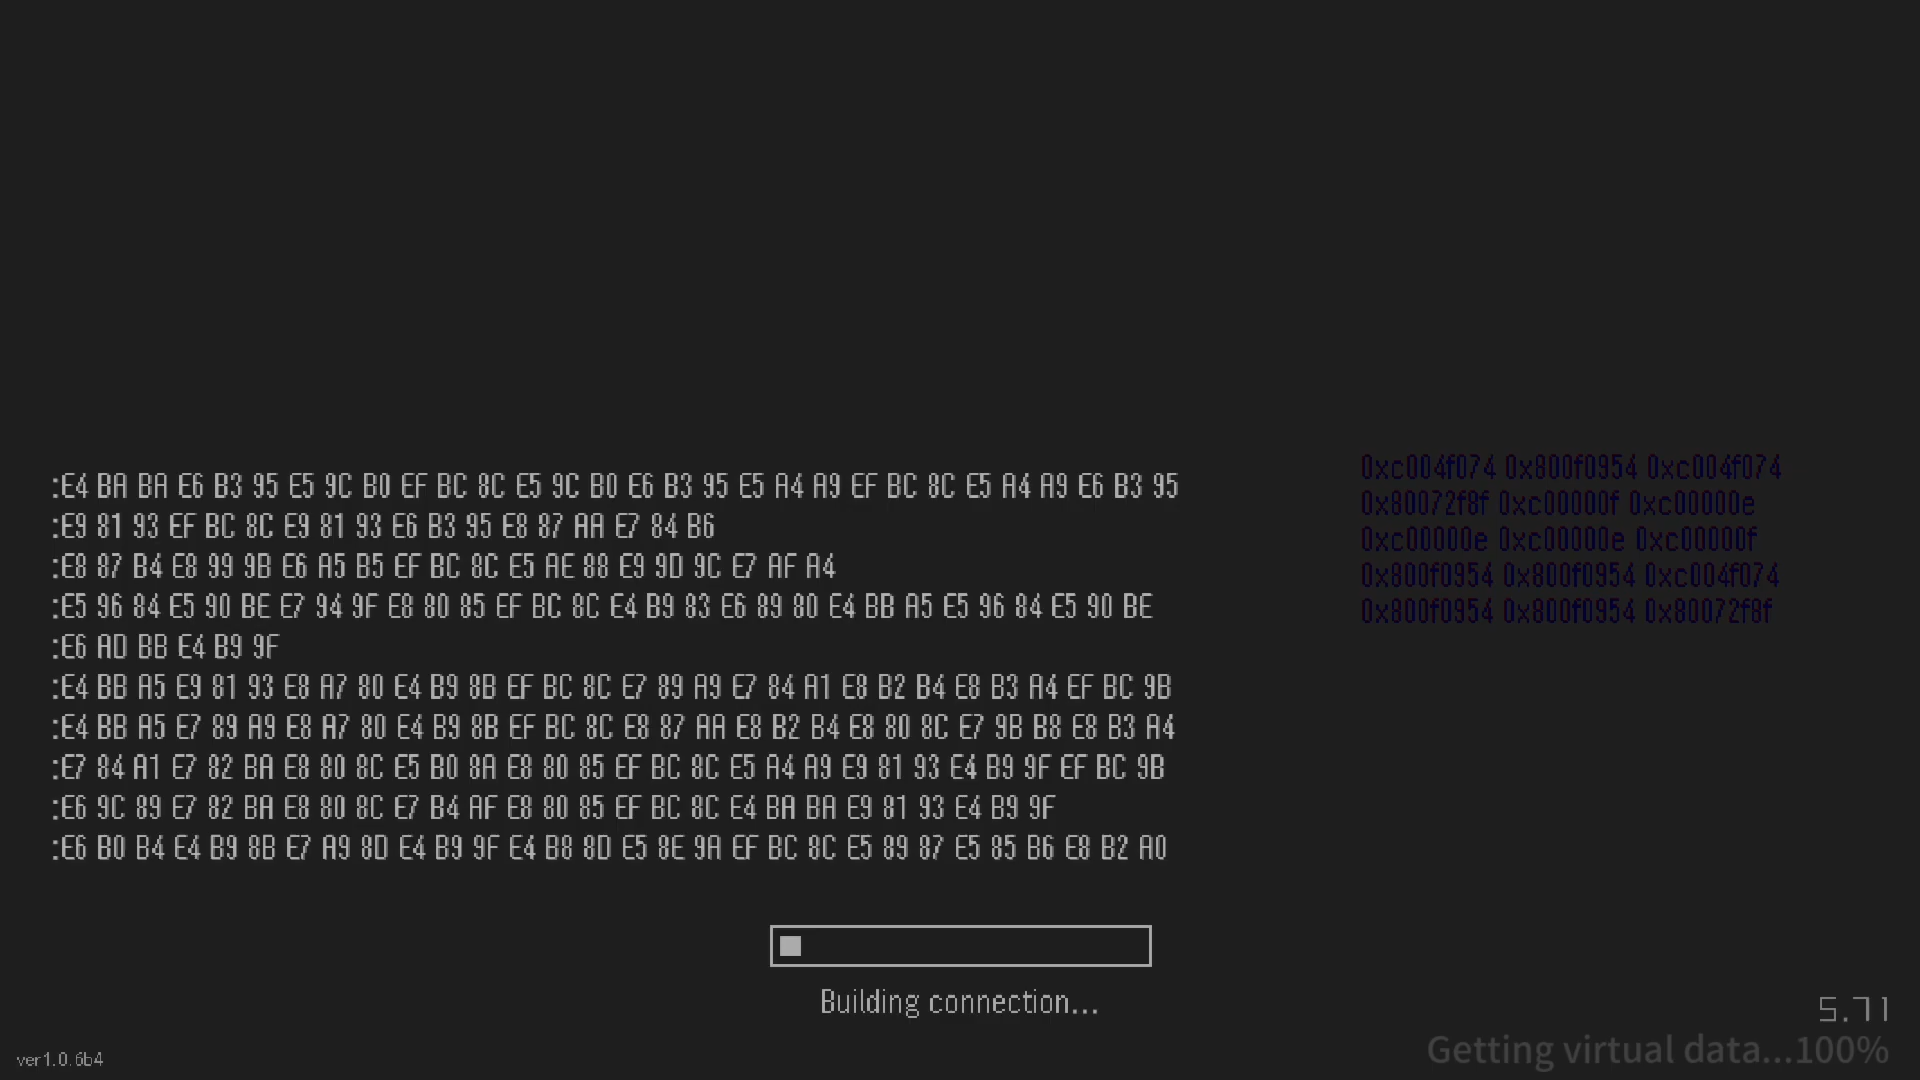 :E4 BA BA E6 B3 95 E5 9C B0 EF BC 8C E5 9C B0 E6 B3 95 E5 A4 A9 EF BC 8C E5 A4 A9 E6 B3 95
:E9 81 93 EF BC 8C E9 81 93 E6 B3 95 E8 87 AA E7 84 B6
:E8 87 B4 E8 99 9B E6 A5 B5 EF BC 8C E5 AE 88 E9 9D 9C E7 AF A4
:E5 96 84 E5 90 BE E7 94 9F E8 80 85 EF BC 8C E4 B9 83 E6 89 80 E4 BB A5 E5 96 84 E5 90 BE
:E6 AD BB E4 B9 9F
:E4 BB A5 E9 81 93 E8 A7 80 E4 B9 8B EF BC 8C E7 89 A9 E7 84 A1 E8 B2 B4 E8 B3 A4 EF BC 9B
:E4 BB A5 E7 89 A9 E8 A7 80 E4 B9 8B EF BC 8C E8 87 AA E8 B2 B4 E8 80 8C E7 9B B8 E8 B3 A4
:E7 84 A1 E7 82 BA E8 80 8C E5 B0 8A E8 80 85 EF BC 8C E5 A4 A9 E9 81 93 E4 B9 9F EF BC 9B
:E6 9C 89 E7 82 BA E8 80 8C E7 B4 AF E8 80 85 EF BC 8C E4 BA BA E9 81 93 E4 B9 9F
:E6 B0 B4 E4 B9 8B E7 A9 8D E4 B9 9F E4 B8 8D E5 8E 9A EF BC 8C E5 89 87 E5 85 B6 E8 B2 A0
0xc004f074 0x800f0954 0xc004f074
0x80072f8f 0xc00000f 0xc00000e
0xc00000e 0xc00000e 0xc00000f
0x800f0954 0x800f0954 0xc004f074
0x800f0954 0x800f0954 0x80072f8f
Building connection...
5.71
Getting virtual data...100%
ver1.0.6b4